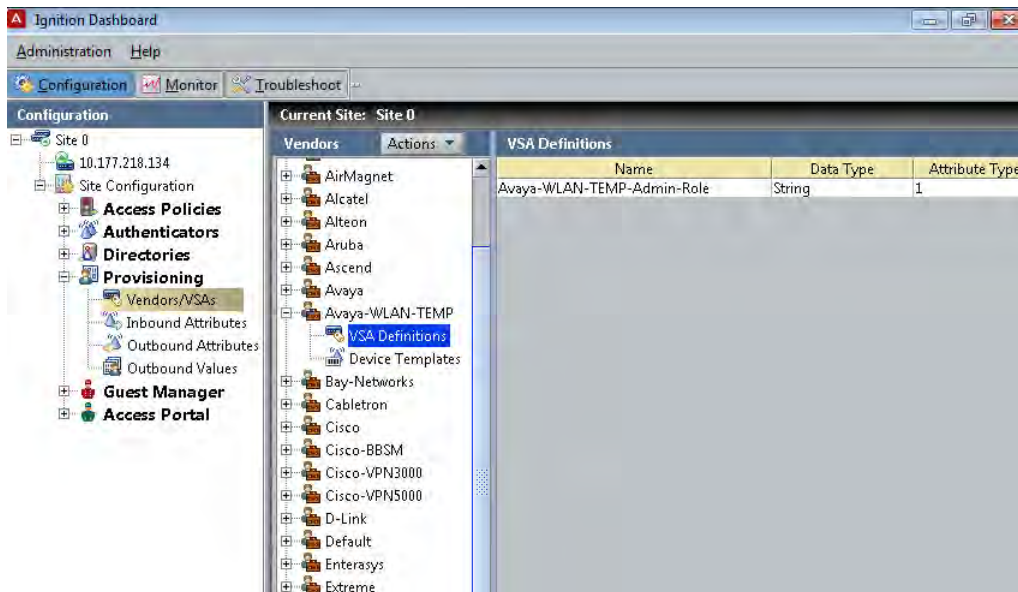 Ignition Dashboard
Administration Help
Configuration Monitor Troubleshoot
Configuration
Current Site: Site 0
Site 0
10.177.218.134
Site Configuration
Access Policies
Authenticators
Directories
Provisioning
Vendors/VSAs
Inbound Attributes
Outbound Attributes
Outbound Values
Guest Manager
Access Portal
Vendors Actions
AirMagnet
Alcatel
Alteon
Aruba
Ascend
Avaya
Avaya-WLAN-TEMP
VSA Definitions
Device Templates
Bay-Networks
Cabletron
Cisco
Cisco-BBSM
Cisco-VPN3000
Cisco-VPN5000
D-Link
Default
Enterasys
Extreme
VSA Definitions
Name Data Type Attribute Type
Avaya-WLAN-TEMP-Admin-Role String 1